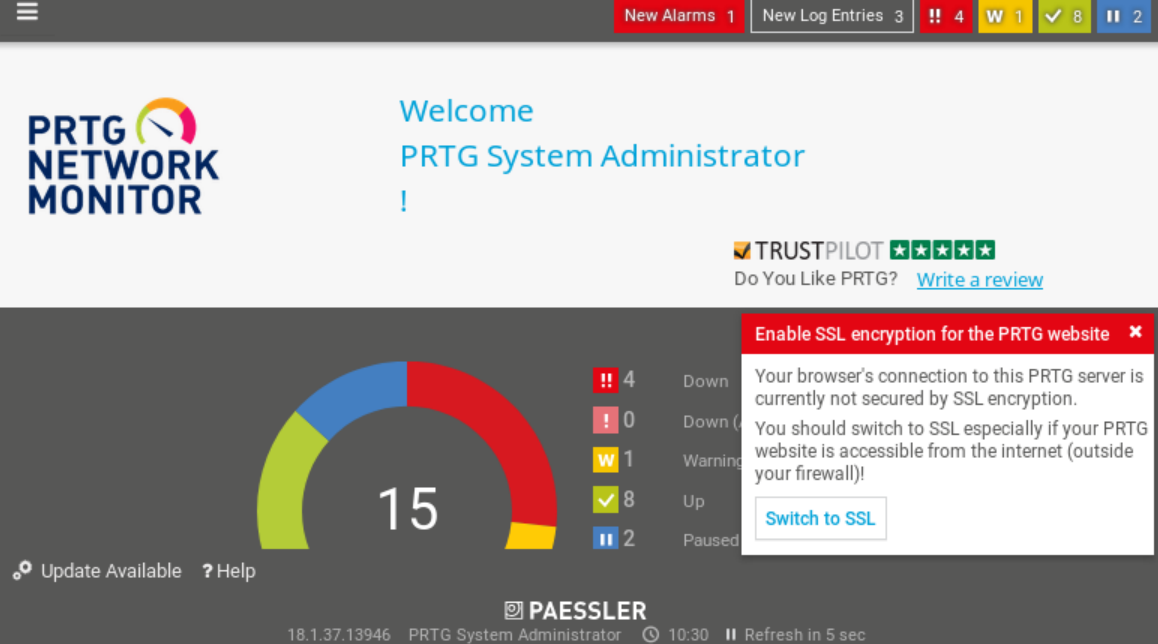 New Alarms 1 New Log Entries 3 !! 4 W 1 8 2
PRTG
NETWORK
MONITOR
Welcome
PRTG System Administrator
!
TRUSTPILOT
Do You Like PRTG? Write a review
Enable SSL encryption for the PRTG website
Your browser's connection to this PRTG server is
currently not secured by SSL encryption.
You should switch to SSL especially if your PRTG
website is accessible from the internet (outside
your firewall)!
Switch to SSL
15
!! 4 Down
! 0 Down (
W 1 Warning
8 Up
2 Paused
Update Available ? Help
PAESSLER
18.1.37.13946 PRTG System Administrator 10:30 Refresh in 5 sec